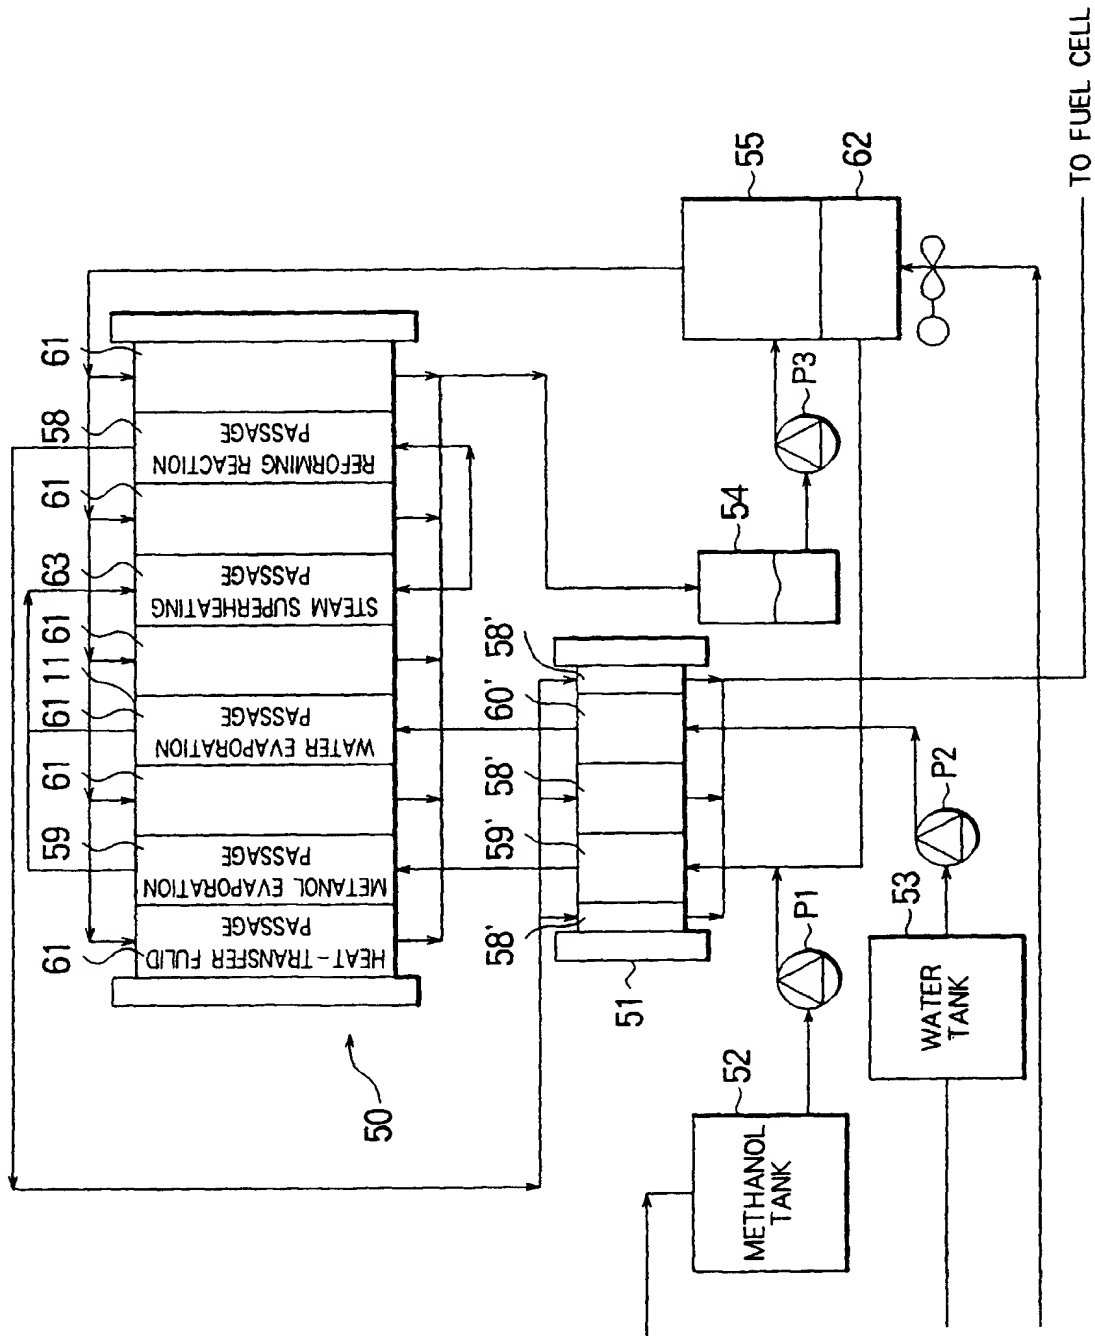 61
58
REFORMING REACTION
PASSAGE
61
63
STEAM SUPERHEATING
PASSAGE
61
11
61
WATER EVAPORATION
PASSAGE
61
59
METANOL EVAPORATION
PASSAGE
61
HEAT-TRANSFER FULID
PASSAGE
50
58'
60'
58'
59'
58'
51
54
P3
55
62
P1
P2
52
METHANOL
TANK
53
WATER
TANK
TO FUEL CELL